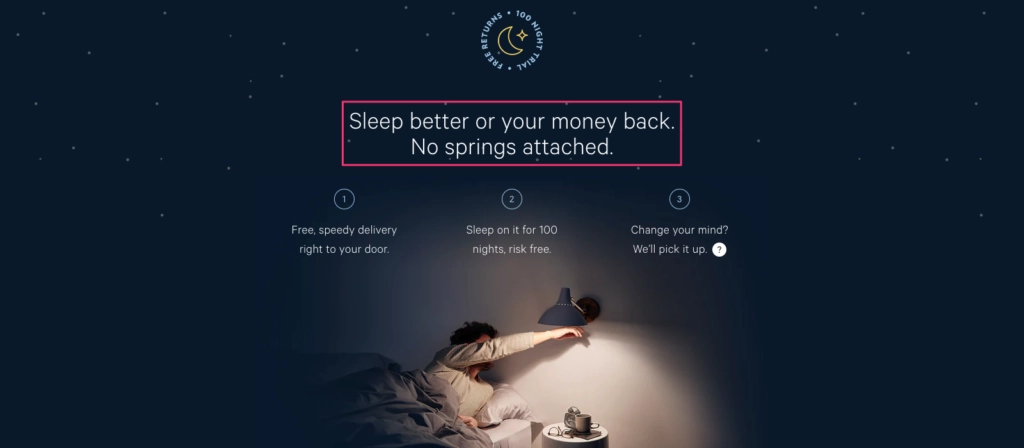 FREE RETURNS • 100 NIGHT TRIAL •
Sleep better or your money back.
No springs attached.
1
Free, speedy delivery
right to your door.
2
Sleep on it for 100
nights, risk free.
3
Change your mind?
We'll pick it up. ?